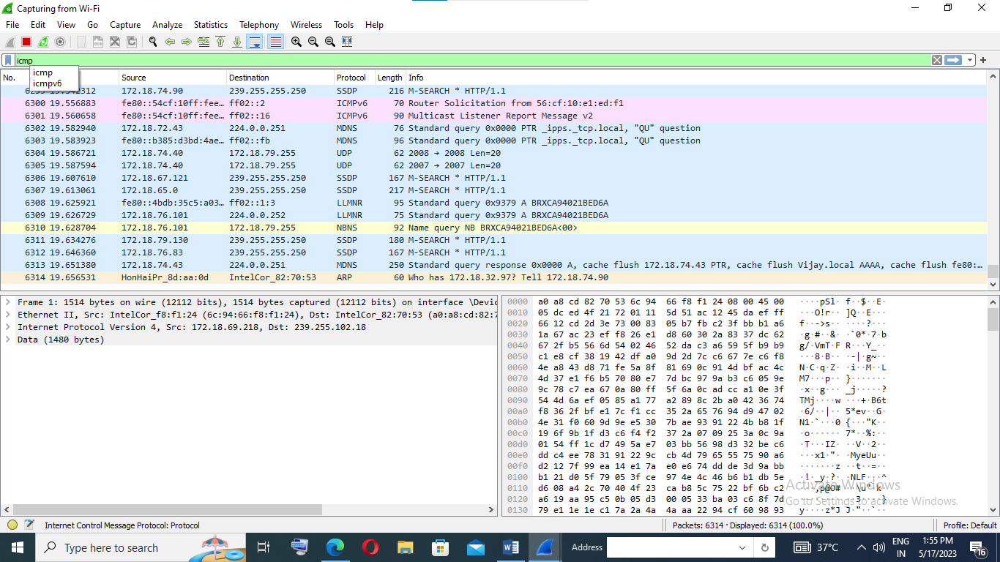 Capturing from Wi-Fi
File Edit View Go Capture Analyze Statistics Telephony Wireless Tools Help
icmp
icmp
icmpv6
No. Source Destination Protocol Length Info
172.18.74.90 239.255.255.250 SSDP 216 M-SEARCH * HTTP/1.1
6300 19.556883 fe80::54cf:10ff:fee… ff02::2 ICMPv6 70 Router Solicitation from 56:cf:10:e1:ed:f1
6301 19.560658 fe80::54cf:10ff:fee… ff02::16 ICMPv6 90 Multicast Listener Report Message v2
6302 19.582940 172.18.72.43 224.0.0.251 MDNS 76 Standard query 0x0000 PTR _ipps._tcp.local, "QU" question
6303 19.583923 fe80::b385:d3bd:4ae… ff02::fb MDNS 96 Standard query 0x0000 PTR _ipps._tcp.local, "QU" question
6304 19.586721 172.18.74.40 172.18.79.255 UDP 62 2008 → 2008 Len=20
6305 19.587594 172.18.74.40 172.18.79.255 UDP 62 2007 → 2007 Len=20
6306 19.607610 172.18.67.121 239.255.255.250 SSDP 167 M-SEARCH * HTTP/1.1
6307 19.613061 172.18.65.0 239.255.255.250 SSDP 217 M-SEARCH * HTTP/1.1
6308 19.625921 fe80::4bdb:35c5:a03… ff02::1:3 LLMNR 95 Standard query 0x9379 A BRXCA94021BED6A
6309 19.626729 172.18.76.101 224.0.0.252 LLMNR 75 Standard query 0x9379 A BRXCA94021BED6A
6310 19.628704 172.18.76.101 172.18.79.255 NBNS 92 Name query NB BRXCA94021BED6A<00>
6311 19.634276 172.18.79.130 239.255.255.250 SSDP 180 M-SEARCH * HTTP/1.1
6312 19.646360 172.18.76.83 239.255.255.250 SSDP 167 M-SEARCH * HTTP/1.1
6313 19.651380 172.18.74.43 224.0.0.251 MDNS 250 Standard query response 0x0000 A, cache flush 172.18.74.43 PTR, cache flush Vijay.local AAAA, cache flush fe80:…
6314 19.656531 HonHaiPr_8d:aa:0d IntelCor_82:70:53 ARP 60 Who has 172.18.32.97? Tell 172.18.74.90
Frame 1: 1514 bytes on wire (12112 bits), 1514 bytes captured (12112 bits) on interface \Devic
Ethernet II, Src: IntelCor_f8:f1:24 (6c:94:66:f8:f1:24), Dst: IntelCor_82:70:53 (a0:a8:cd:82:7
Internet Protocol Version 4, Src: 172.18.69.218, Dst: 239.255.102.18
Data (1480 bytes)
0000 a0 a8 cd 82 70 53 6c 94 66 f8 f1 24 08 00 45 00 ····pSl· f··$··E·
0010 05 dc ed 4f 21 72 01 11 5d 51 ac 12 45 da ef ff ···O!r·· ]Q··E···
0020 66 12 cd 2d 3e 73 00 83 05 b7 fb c2 3f bb b1 a6 f··->s·· ····?···
0030 1a 67 ac 23 ef f8 26 e1 d8 60 30 2a 83 37 dc 62 ·g·#··&· ·`0*·7·b
0040 67 2f b5 56 6d 54 02 46 52 da c3 a6 59 5f b9 b9 g/·VmT·F R···Y_··
0050 c1 e8 cf 38 19 42 df a0 9d 2d 7c c6 67 7e c6 f8 ···8·B·· ·-|·g~··
0060 4e a8 43 d8 71 fe 5a 8f 81 69 0c 91 4d bf ac 4c N·C·q·Z· ·i··M··L
0070 4d 37 e1 f6 b5 70 80 e7 7d bc 97 9a b3 c6 05 9e M7···p·· }·······
0080 9c 78 c7 ea 67 0a 80 ff 5f 6a 0c ad cc a1 0e 3f ·x··g··· _j·····?
0090 54 4d 6a ef 05 85 a1 77 a2 89 8c 2b a0 42 36 74 TMj····w ···+·B6t
00a0 f8 36 2f bf e1 7c f1 cc 35 2a 65 76 94 d9 47 02 ·6/··|·· 5*ev··G·
00b0 4e 31 f0 60 9d 9e e5 30 7b ae 93 91 22 4b b8 1f N1·`···0 {···"K··
00c0 19 6f 9b 1f d3 c6 f4 f2 37 2a 07 09 25 3a 0c 9a ·o······ 7*··%:··
00d0 01 54 ff 1c d7 49 5a e7 03 bb 56 98 d3 32 be c6 ·T···IZ· ··V··2··
00e0 dd c4 ee 78 31 91 22 9c cb 4d 79 65 55 75 90 a6 ···x1·"· ·MyeUu··
00f0 d2 12 7f 99 ea 14 e1 7a e0 e6 74 dd de 3d 9a bb ·······z ··t··=··
0100 b1 21 d0 5f 79 05 3f ce 97 4e 4c 46 b6 b1 db 5e ·!·_y·?· ·NLF···^
0110 d6 08 a4 2c 70 40 4f 23 ca b8 5c 75 22 bf 6b c2 ···,p@O# ··\u"·k·
0120 a6 19 aa 95 c5 0b 05 d3 00 05 33 ba 03 c6 8f 7d ········ ··3····}
0130 79 e1 1e 1e c1 7a 2a 4a 4a aa 22 94 cf 60 98 93 y····z*J J·"··`··
Activate Windows
Go to Settings to activate Windows.
Internet Control Message Protocol: Protocol
Packets: 6314 · Displayed: 6314 (100.0%)
Profile: Default
Type here to search
Address
37°C
ENG
IN
1:55 PM
5/17/2023
16